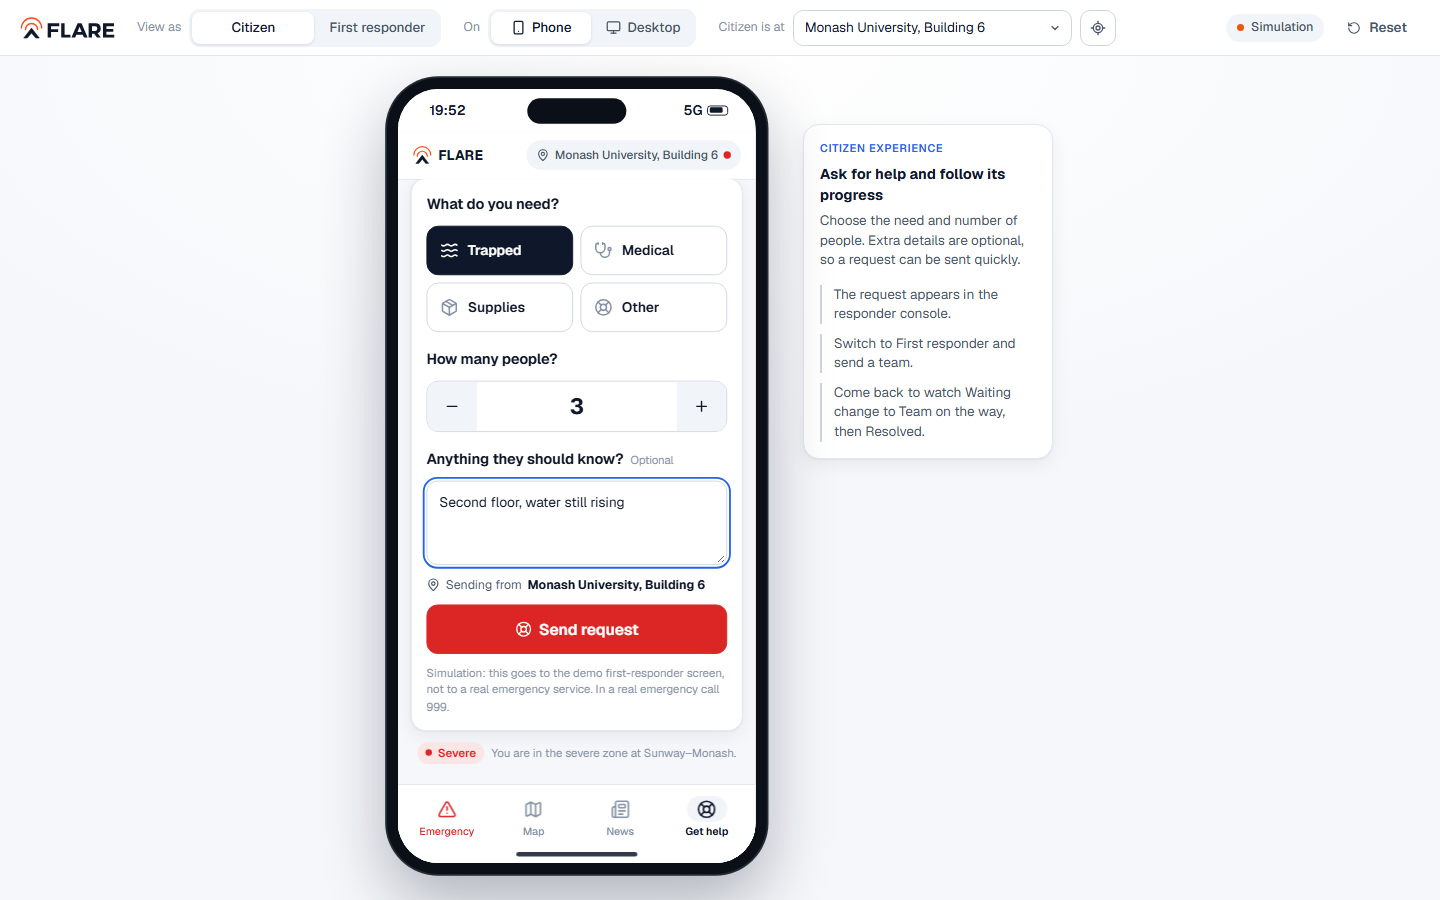 FLARE
View as
Citizen
First responder
On
Phone
Desktop
Citizen is at
Monash University, Building 6
Simulation
Reset
19:52
5G
FLARE
Monash University, Building 6
What do you need?
Trapped
Medical
Supplies
Other
How many people?
−
3
+
Anything they should know? Optional
Second floor, water still rising
Sending from Monash University, Building 6
Send request
Simulation: this goes to the demo first-responder screen,
not to a real emergency service. In a real emergency call
999.
Severe
You are in the severe zone at Sunway–Monash.
Emergency
Map
News
Get help
CITIZEN EXPERIENCE
Ask for help and follow its
progress
Choose the need and number of
people. Extra details are optional,
so a request can be sent quickly.
The request appears in the
responder console.
Switch to First responder and
send a team.
Come back to watch Waiting
change to Team on the way,
then Resolved.